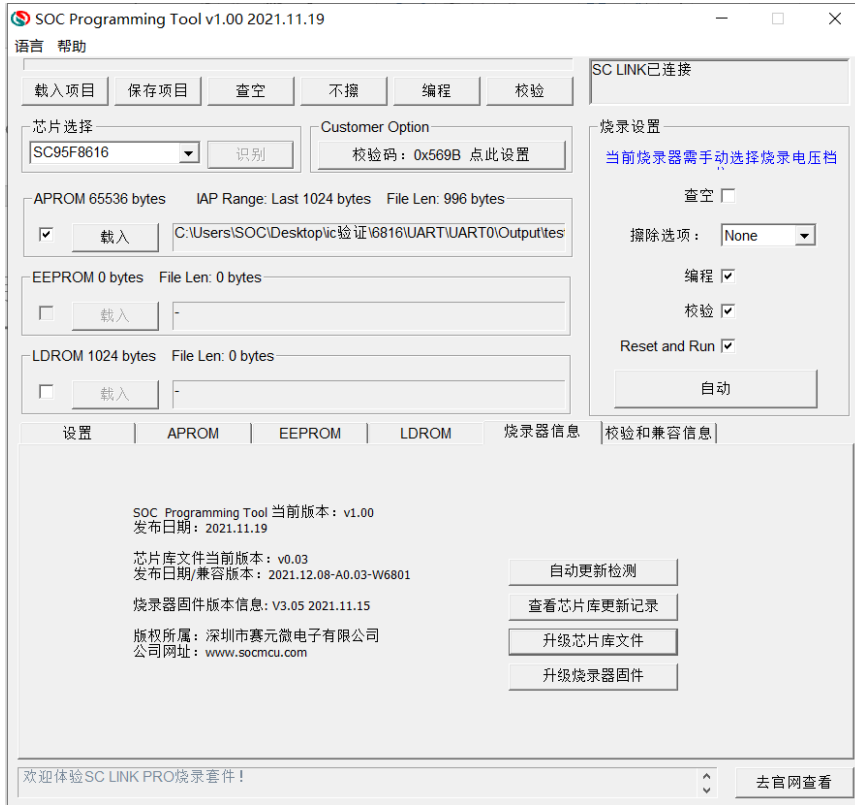 SOC Programming Tool v1.00 2021.11.19
语言 帮助
载入项目 保存项目 查空 不擦 编程 校验
SC LINK已连接
芯片选择
SC95F8616 识别
Customer Option
校验码：0x569B 点此设置
烧录设置
当前烧录器需手动选择烧录电压档
查空
擦除选项： None
编程
校验
Reset and Run
自动
APROM 65536 bytes IAP Range: Last 1024 bytes File Len: 996 bytes
载入 C:\Users\SOC\Desktop\ic验证\6816\UART\UART0\Output\test
EEPROM 0 bytes File Len: 0 bytes
载入 -
LDROM 1024 bytes File Len: 0 bytes
载入 -
设置 APROM EEPROM LDROM 烧录器信息 校验和兼容信息
SOC Programming Tool 当前版本：v1.00
发布日期：2021.11.19
芯片库文件当前版本：v0.03
发布日期/兼容版本：2021.12.08-A0.03-W6801
烧录器固件版本信息: V3.05 2021.11.15
版权所属：深圳市赛元微电子有限公司
公司网址：www.socmcu.com
自动更新检测
查看芯片库更新记录
升级芯片库文件
升级烧录器固件
欢迎体验SC LINK PRO烧录套件！
去官网查看